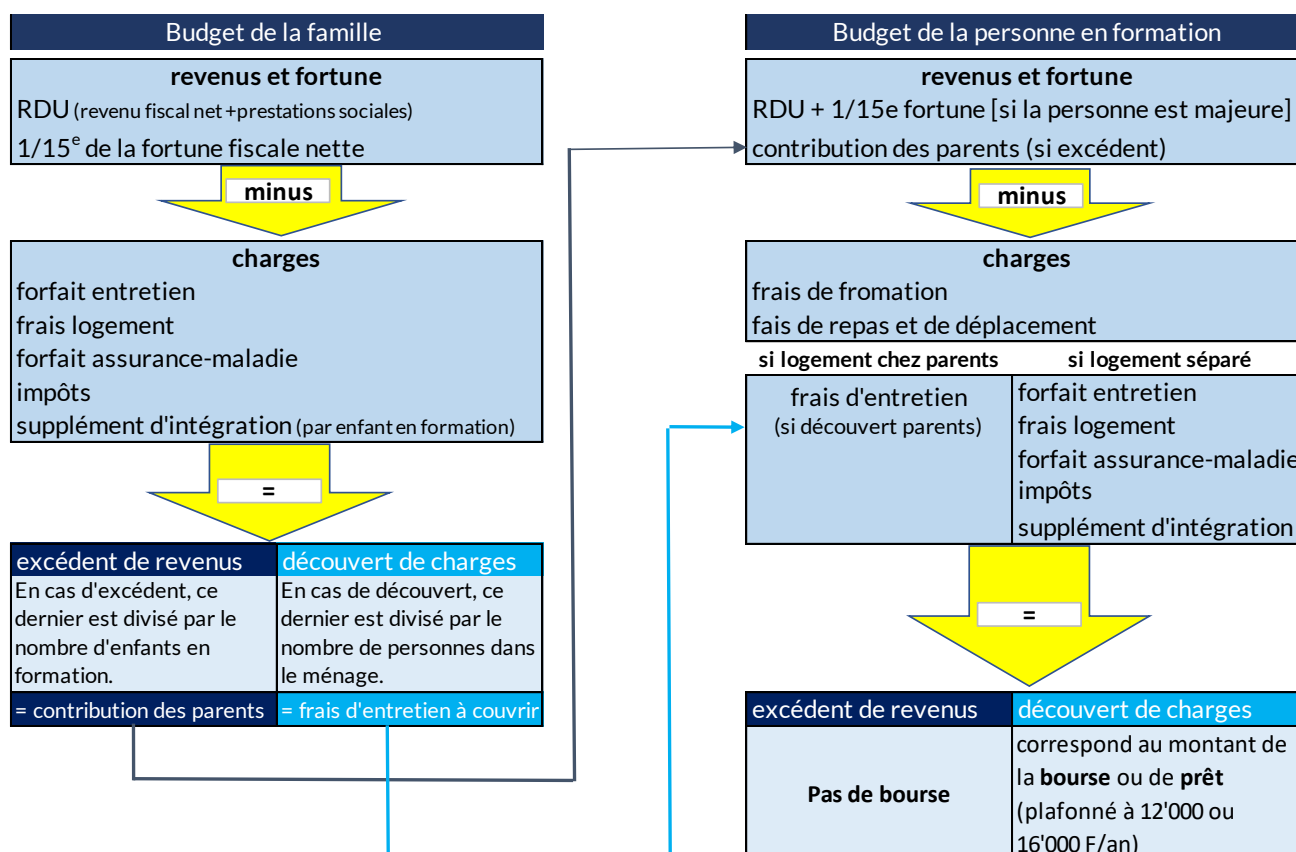 Budget de la famille
revenus et fortune
RDU (revenu fiscal net +prestations sociales)
1/15e de la fortune fiscale nette
minus
charges
forfait entretien
frais logement
forfait assurance-maladie
impôts
supplément d'intégration (par enfant en formation)
=
excédent de revenus
En cas d'excédent, ce
dernier est divisé par le
nombre d'enfants en
formation.
= contribution des parents
découvert de charges
En cas de découvert, ce
dernier est divisé par le
nombre de personnes dans
le ménage.
= frais d'entretien à couvrir
Budget de la personne en formation
revenus et fortune
RDU + 1/15e fortune [si la personne est majeure]
contribution des parents (si excédent)
minus
charges
frais de fromation
fais de repas et de déplacement
si logement chez parents
frais d'entretien
(si découvert parents)
si logement séparé
forfait entretien
frais logement
forfait assurance-maladie
impôts
supplément d'intégration
=
excédent de revenus
Pas de bourse
découvert de charges
correspond au montant de
la bourse ou de prêt
(plafonné à 12'000 ou
16'000 F/an)